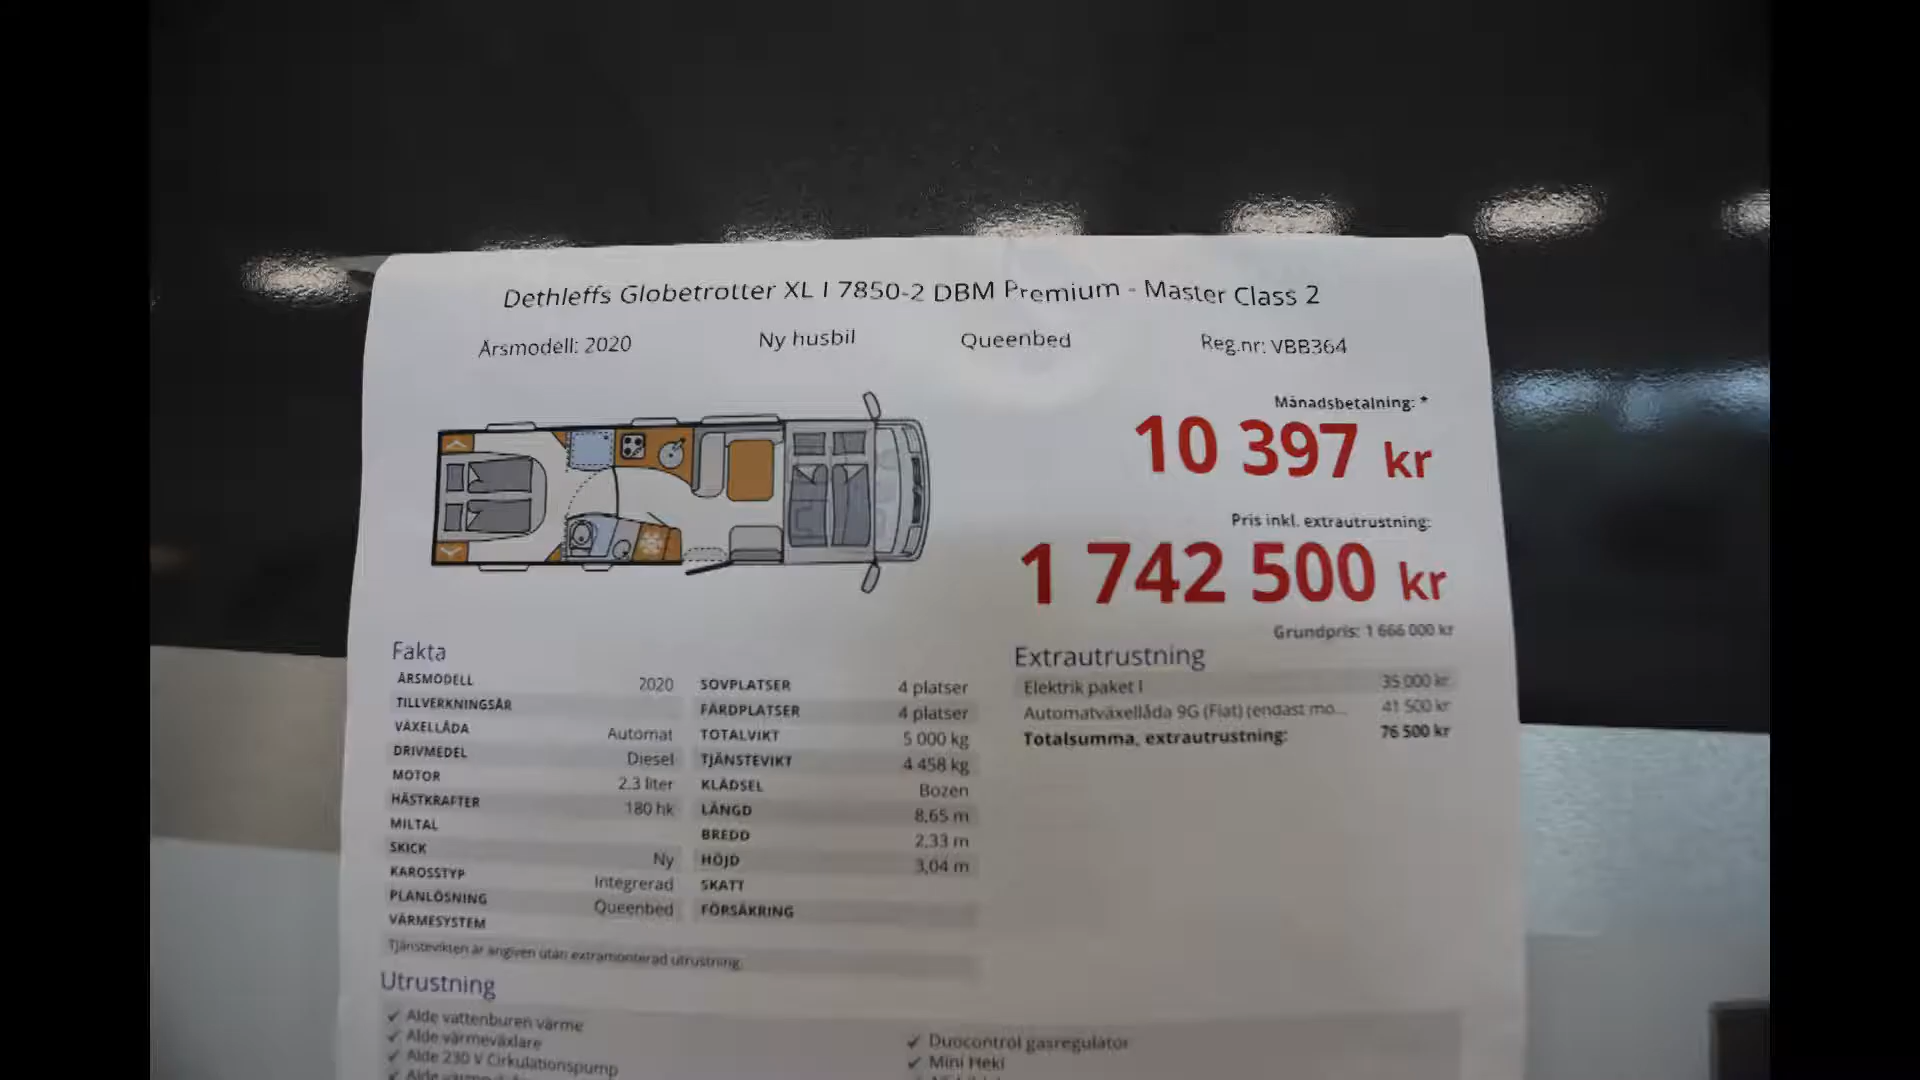 Dethleffs Globetrotter XL I 7850-2 DBM Premium - Master Class 2
Årsmodell: 2020 Ny husbil Queenbed Reg.nr: VBB364
Månadsbetalning: *
10 397 kr
Pris inkl. extrautrustning:
1 742 500 kr
Grundpris: 1 666 000 kr
Fakta
ÅRSMODELL 2020
TILLVERKNINGSÅR
VÄXELLÅDA Automat
DRIVMEDEL Diesel
MOTOR 2.3 liter
HÄSTKRAFTER 180 hk
MILTAL
SKICK Ny
KAROSSTYP Integrerad
PLANLÖSNING Queenbed
VÄRMESYSTEM
SOVPLATSER 4 platser
FÄRDPLATSER 4 platser
TOTALVIKT 5 000 kg
TJÄNSTEVIKT 4 458 kg
KLÄDSEL Bozen
LÄNGD 8,65 m
BREDD 2,33 m
HÖJD 3,04 m
SKATT
FÖRSÄKRING
Tjänstevikten är angiven utan extramonterad utrustning.
Extrautrustning
Elektrik paket I 35 000 kr
Automatväxellåda 9G (Fiat) (endast mo... 41 500 kr
Totalsumma, extrautrustning: 76 500 kr
Utrustning
✓ Alde vattenburen värme
✓ Alde värmeväxlare
✓ Alde 230 V Cirkulationspump
✓ Duocontrol gasregulator
✓ Mini Heki